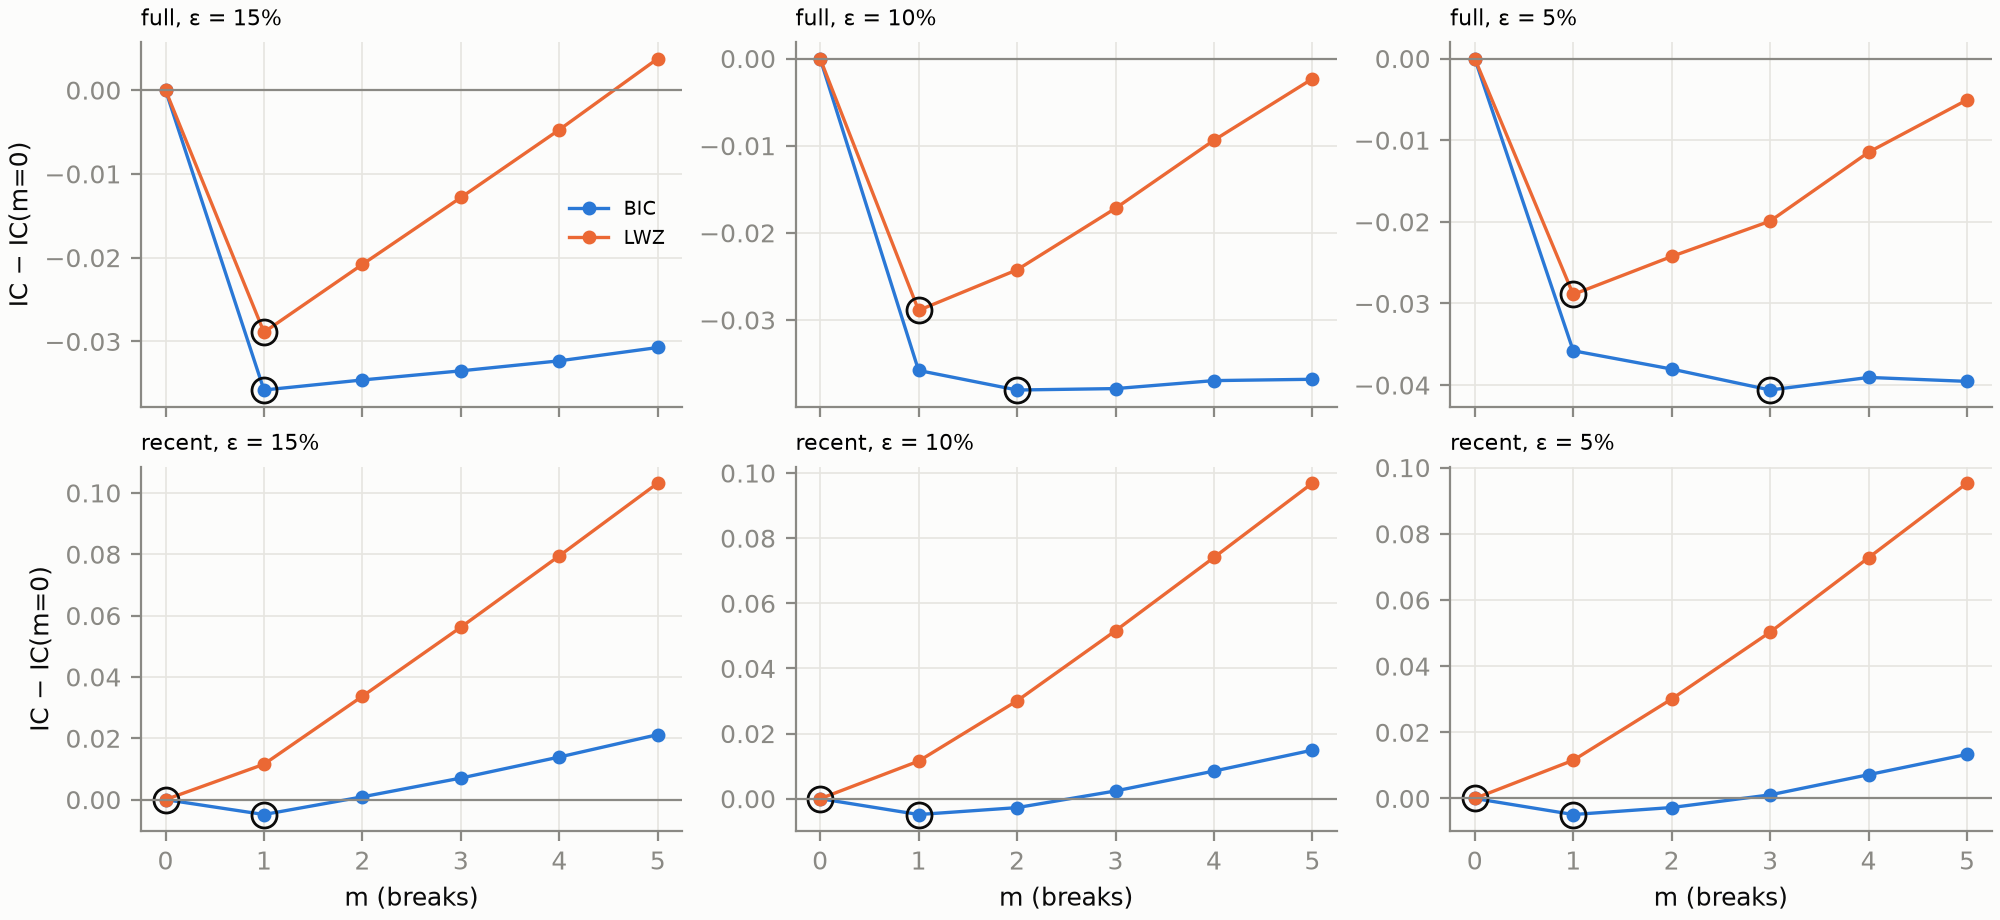 full, ε = 15%
full, ε = 10%
full, ε = 5%
IC − IC(m=0)
0.00
−0.01
−0.02
−0.03
BIC
LWZ
0.00
−0.01
−0.02
−0.03
0.00
−0.01
−0.02
−0.03
−0.04
recent, ε = 15%
recent, ε = 10%
recent, ε = 5%
IC − IC(m=0)
0.10
0.08
0.06
0.04
0.02
0.00
0 1 2 3 4 5
m (breaks)
0.10
0.08
0.06
0.04
0.02
0.00
0 1 2 3 4 5
m (breaks)
0.10
0.08
0.06
0.04
0.02
0.00
0 1 2 3 4 5
m (breaks)